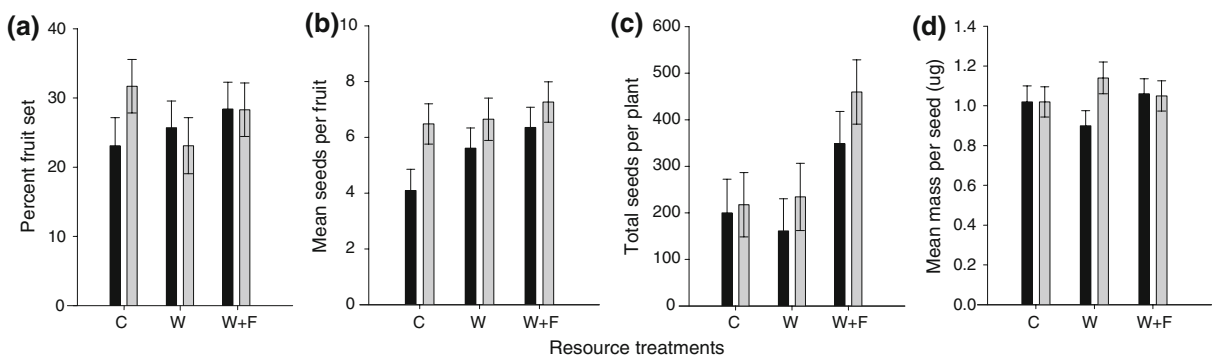 (a)
Percent fruit set
40
30
20
10
0
C W W+F
(b)
Mean seeds per fruit
10
8
6
4
2
0
C W W+F
(c)
Total seeds per plant
600
500
400
300
200
100
0
C W W+F
(d)
Mean mass per seed (ug)
1.4
1.2
1.0
0.8
0.6
0.4
0.2
0.0
C W W+F
Resource treatments